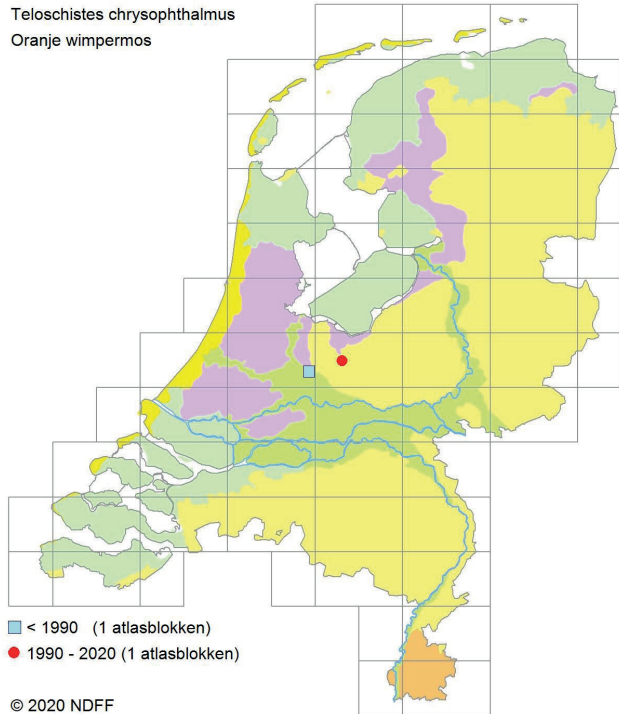 Teloschistes chrysophthalmus
Oranje wimpermos
< 1990 (1 atlasblokken)
1990 - 2020 (1 atlasblokken)
© 2020 NDFF